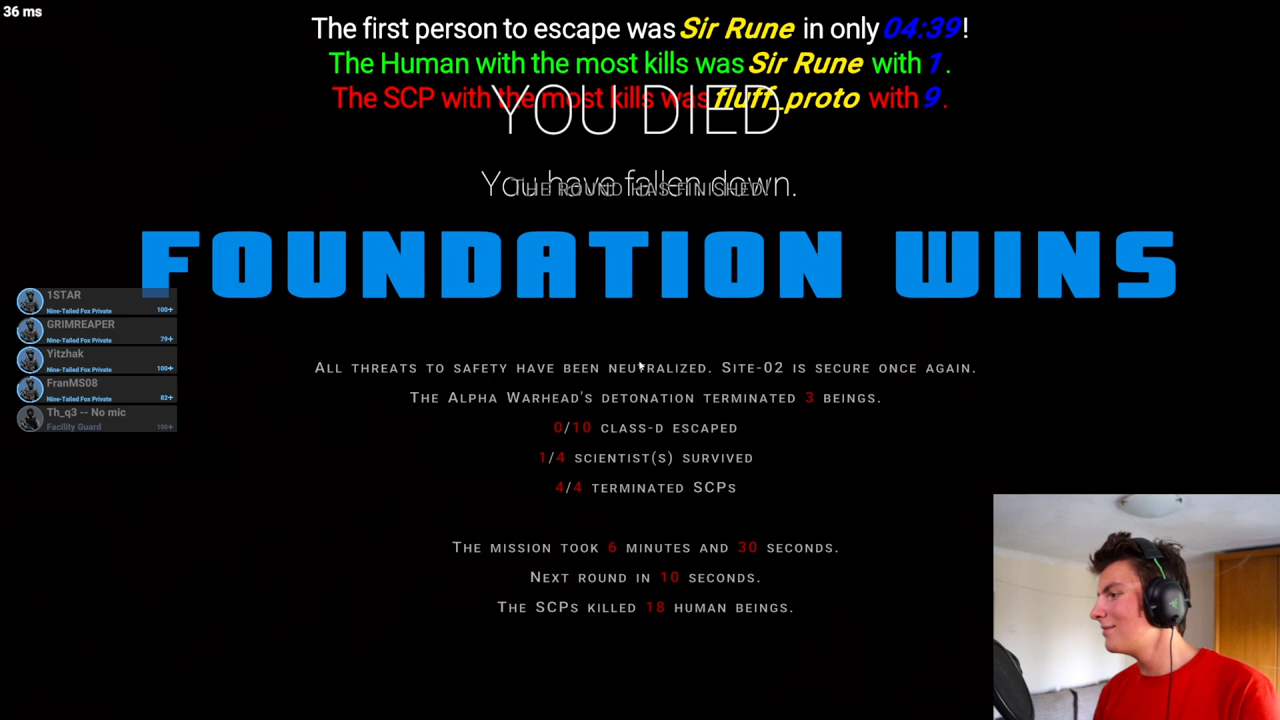 36 ms
The first person to escape was Sir Rune in only 04:39!
The Human with the most kills was Sir Rune with 1.
The SCP with the most kills was fluff_proto with 9.
YOU DIED
You have fallen down.
THE ROUND HAS FINISHED!
FOUNDATION WINS
1STAR
Nine-Tailed Fox Private 100+
GRIMREAPER
Nine-Tailed Fox Private 79+
Yitzhak
Nine-Tailed Fox Private 100+
FranMS08
Nine-Tailed Fox Private 82+
Th_q3 -- No mic
Facility Guard 100+
ALL THREATS TO SAFETY HAVE BEEN NEUTRALIZED. SITE-02 IS SECURE ONCE AGAIN.
THE ALPHA WARHEAD'S DETONATION TERMINATED 3 BEINGS.
0/10 CLASS-D ESCAPED
1/4 SCIENTIST(S) SURVIVED
4/4 TERMINATED SCPS
THE MISSION TOOK 6 MINUTES AND 30 SECONDS.
NEXT ROUND IN 10 SECONDS.
THE SCPS KILLED 18 HUMAN BEINGS.